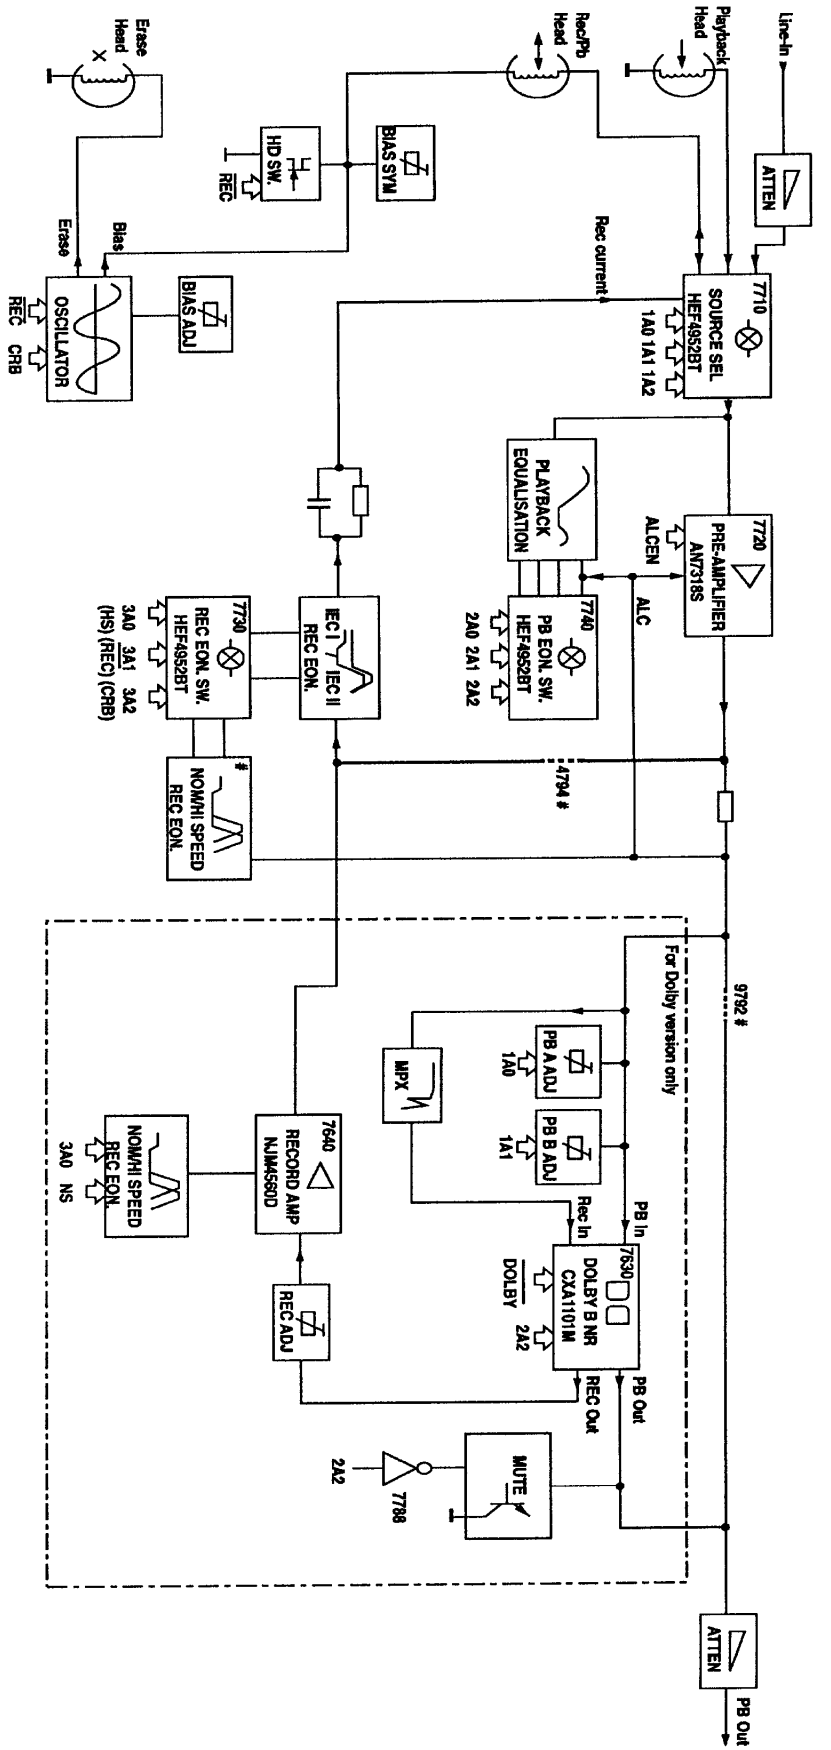 Line-In
ATTEN
Playback
Head
Rec/Pb
Head
Erase
Head
X
7710
SOURCE SEL
HEF4952BT
1A0 1A1 1A2
Rec current
BIAS SYM
HD SW.
REC
Bias
Erase
BIAS ADJ
OSCILLATOR
REC CRB
7720
PRE-AMPLIFIER
AN7318S
ALCEN
ALC
PLAYBACK
EQUALISATION
7740
PB EON. SW.
HEF4952BT
2A0 2A1 2A2
IEC I IEC II
REC EON.
7730
REC EON. SW.
HEF4952BT
3A0 3A1 3A2
(HS) (REC) (CRB)
#
NOM/HI SPEED
REC EON.
4794 #
9792 #
For Dolby version only
PB A ADJ
1A0
PB B ADJ
1A1
MPX
PB In
Rec In
7630
DOLBY B NR
CXA1101M
DOLBY 2A2
PB Out
REC Out
7640
RECORD AMP
NJM4560D
REC ADJ
NOM/HI SPEED
REC EON.
3A0 NS
MUTE
7788
2A2
ATTEN
PB Out